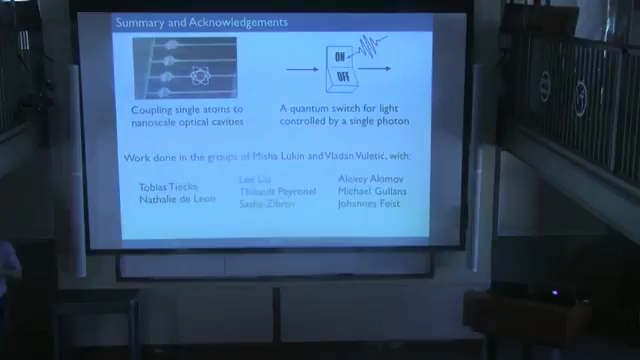 Summary and Acknowledgements
ON
OFF
Coupling single atoms to
nanoscale optical cavities
A quantum switch for light
controlled by a single photon
Work done in the groups of Misha Lukin and Vladan Vuletić, with:
Tobias Tiecke
Nathalie de Leon
Lee Liu
Thibault Peyronel
Sasha Zibrov
Alexey Akimov
Michael Gullans
Johannes Feist